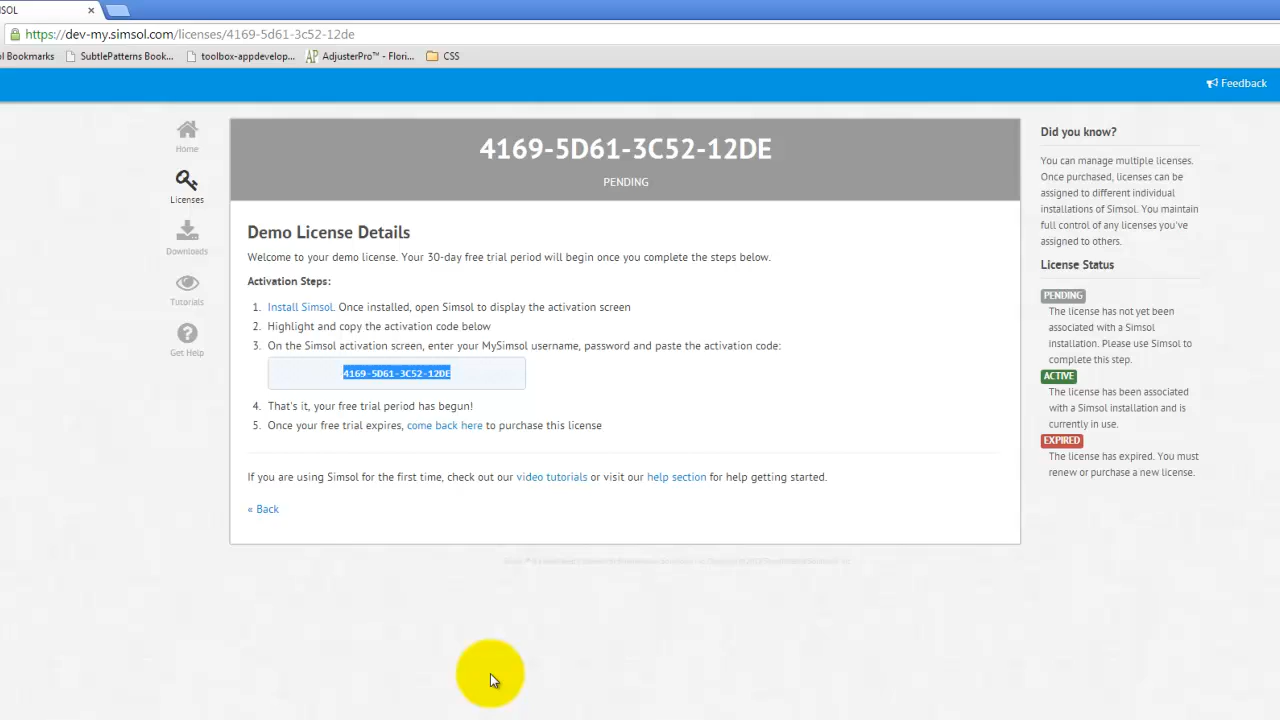 SOL
https://dev-my.simsol.com/licenses/4169-5d61-3c52-12de
ol Bookmarks SubtlePatterns Book... toolbox-appdevelop... AP AdjusterPro™ - Flori... CSS
Feedback
Home
Licenses
Downloads
Tutorials
Get Help
4169-5D61-3C52-12DE
PENDING
Demo License Details
Welcome to your demo license. Your 30-day free trial period will begin once you complete the steps below.
Activation Steps:
1. Install Simsol. Once installed, open Simsol to display the activation screen
2. Highlight and copy the activation code below
3. On the Simsol activation screen, enter your MySimsol username, password and paste the activation code:
4169-5D61-3C52-12DE
4. That's it, your free trial period has begun!
5. Once your free trial expires, come back here to purchase this license
If you are using Simsol for the first time, check out our video tutorials or visit our help section for help getting started.
« Back
Did you know?
You can manage multiple licenses.
Once purchased, licenses can be
assigned to different individual
installations of Simsol. You maintain
full control of any licenses you've
assigned to others.
License Status
PENDING
The license has not yet been
associated with a Simsol
installation. Please use Simsol to
complete this step.
ACTIVE
The license has been associated
with a Simsol installation and is
currently in use.
EXPIRED
The license has expired. You must
renew or purchase a new license.